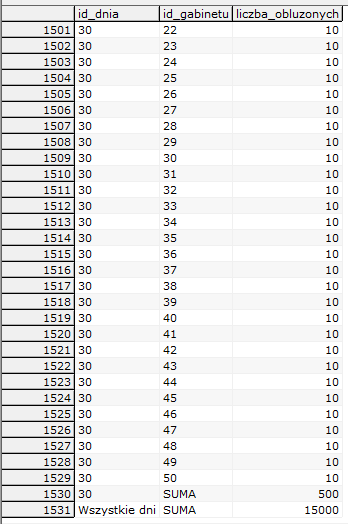 id_dnia id_gabinetu liczba_obluzonych
1501 30 22 10
1502 30 23 10
1503 30 24 10
1504 30 25 10
1505 30 26 10
1506 30 27 10
1507 30 28 10
1508 30 29 10
1509 30 30 10
1510 30 31 10
1511 30 32 10
1512 30 33 10
1513 30 34 10
1514 30 35 10
1515 30 36 10
1516 30 37 10
1517 30 38 10
1518 30 39 10
1519 30 40 10
1520 30 41 10
1521 30 42 10
1522 30 43 10
1523 30 44 10
1524 30 45 10
1525 30 46 10
1526 30 47 10
1527 30 48 10
1528 30 49 10
1529 30 50 10
1530 30 SUMA 500
1531 Wszystkie dni SUMA 15000